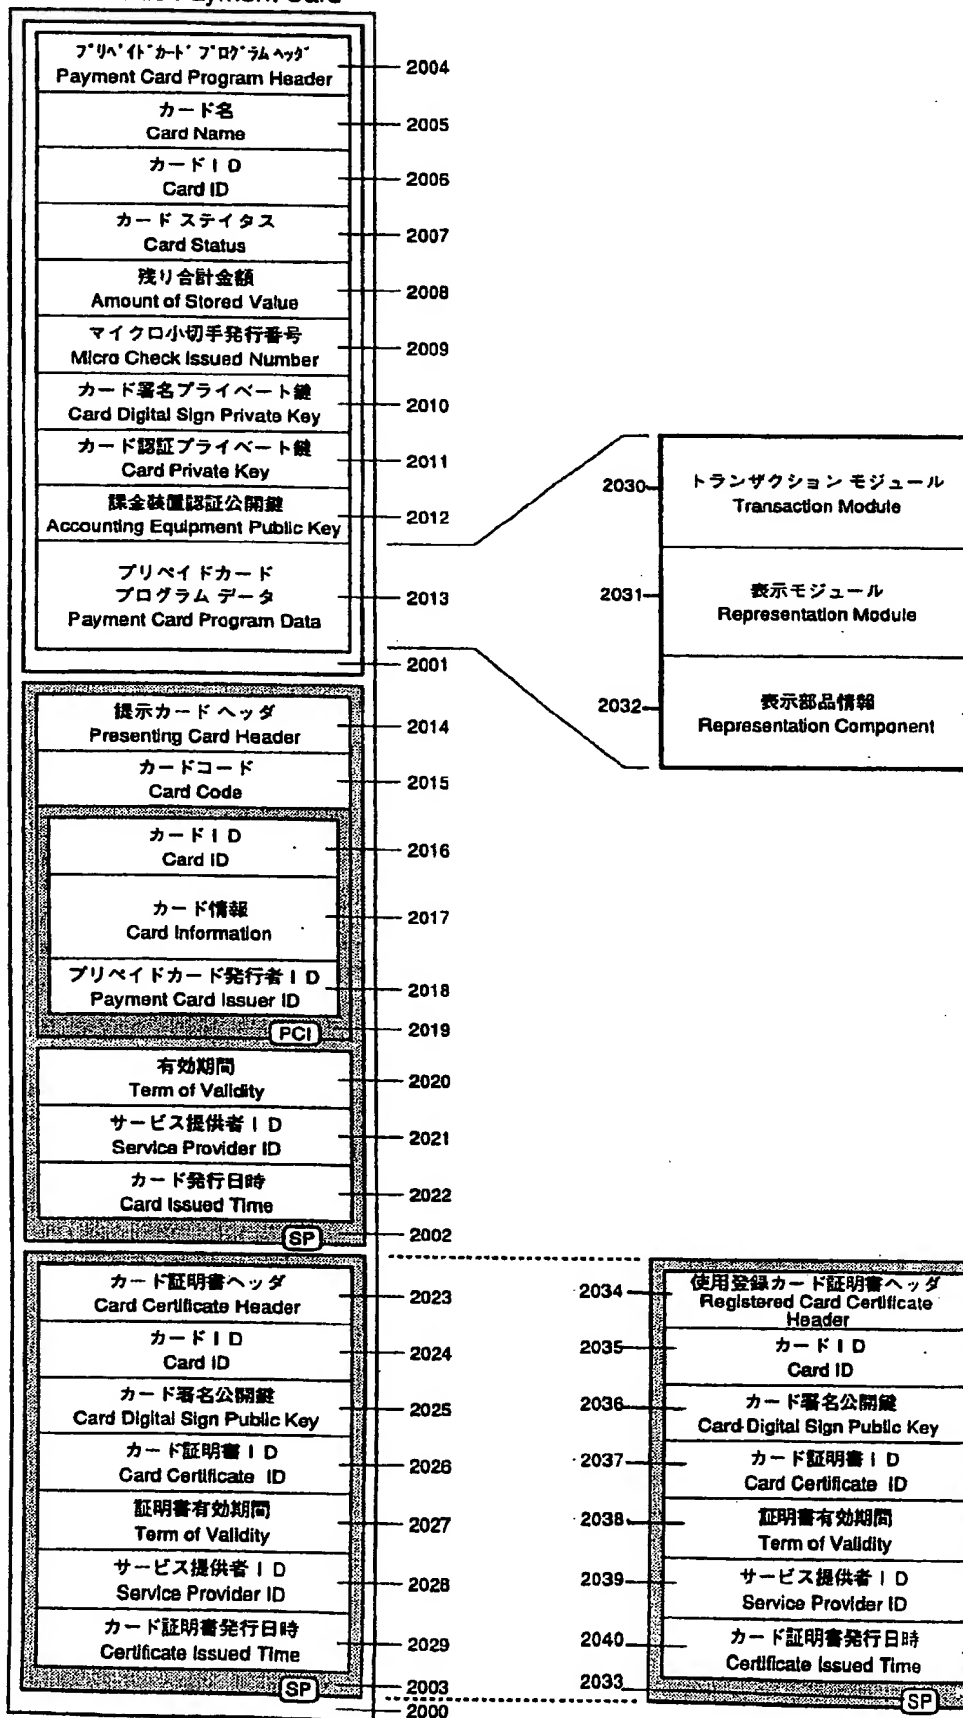 Payment Card
プリペイドカード プログラムヘッダ
Payment Card Program Header
2004
カード名
Card Name
2005
カードID
Card ID
2006
カード ステイタス
Card Status
2007
残り合計金額
Amount of Stored Value
2008
マイクロ小切手発行番号
Micro Check Issued Number
2009
カード署名プライベート鍵
Card Digital Sign Private Key
2010
カード認証プライベート鍵
Card Private Key
2011
課金装置認証公開鍵
Accounting Equipment Public Key
2012
プリペイドカード
プログラム データ
Payment Card Program Data
2013
2001
2030
トランザクション モジュール
Transaction Module
2031
表示モジュール
Representation Module
2032
表示部品情報
Representation Component
提示カード ヘッダ
Presenting Card Header
2014
カードコード
Card Code
2015
カードID
Card ID
2016
カード情報
Card Information
2017
プリペイドカード発行者ID
Payment Card Issuer ID
2018
PCI
2019
有効期間
Term of Validity
2020
サービス提供者ID
Service Provider ID
2021
カード発行日時
Card Issued Time
2022
SP
2002
カード証明書ヘッダ
Card Certificate Header
2023
カードID
Card ID
2024
カード署名公開鍵
Card Digital Sign Public Key
2025
カード証明書ID
Card Certificate ID
2026
証明書有効期間
Term of Validity
2027
サービス提供者ID
Service Provider ID
2028
カード証明書発行日時
Certificate Issued Time
2029
SP
2003
2000
2034
使用登録カード証明書ヘッダ
Registered Card Certificate
Header
2035
カードID
Card ID
2036
カード署名公開鍵
Card Digital Sign Public Key
2037
カード証明書ID
Card Certificate ID
2038
証明書有効期間
Term of Validity
2039
サービス提供者ID
Service Provider ID
2040
カード証明書発行日時
Certificate Issued Time
2033
SP